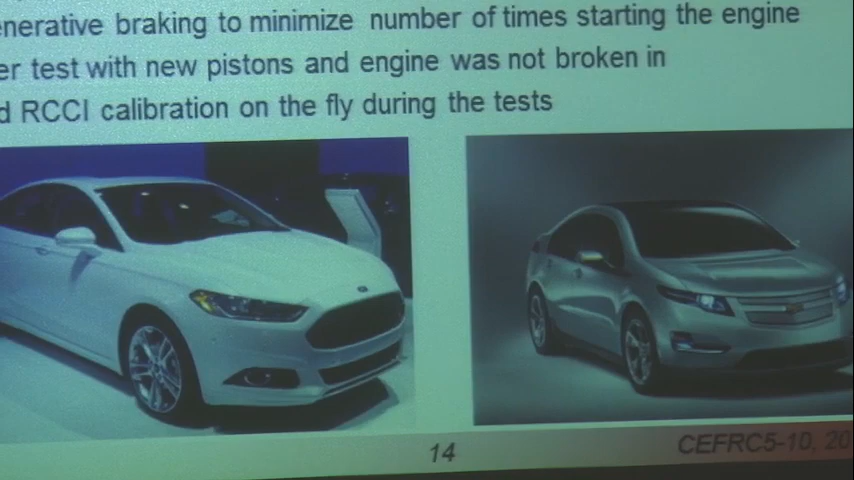 enerative braking to minimize number of times starting the engine
er test with new pistons and engine was not broken in
d RCCI calibration on the fly during the tests
14
CEFRC5-10, 20